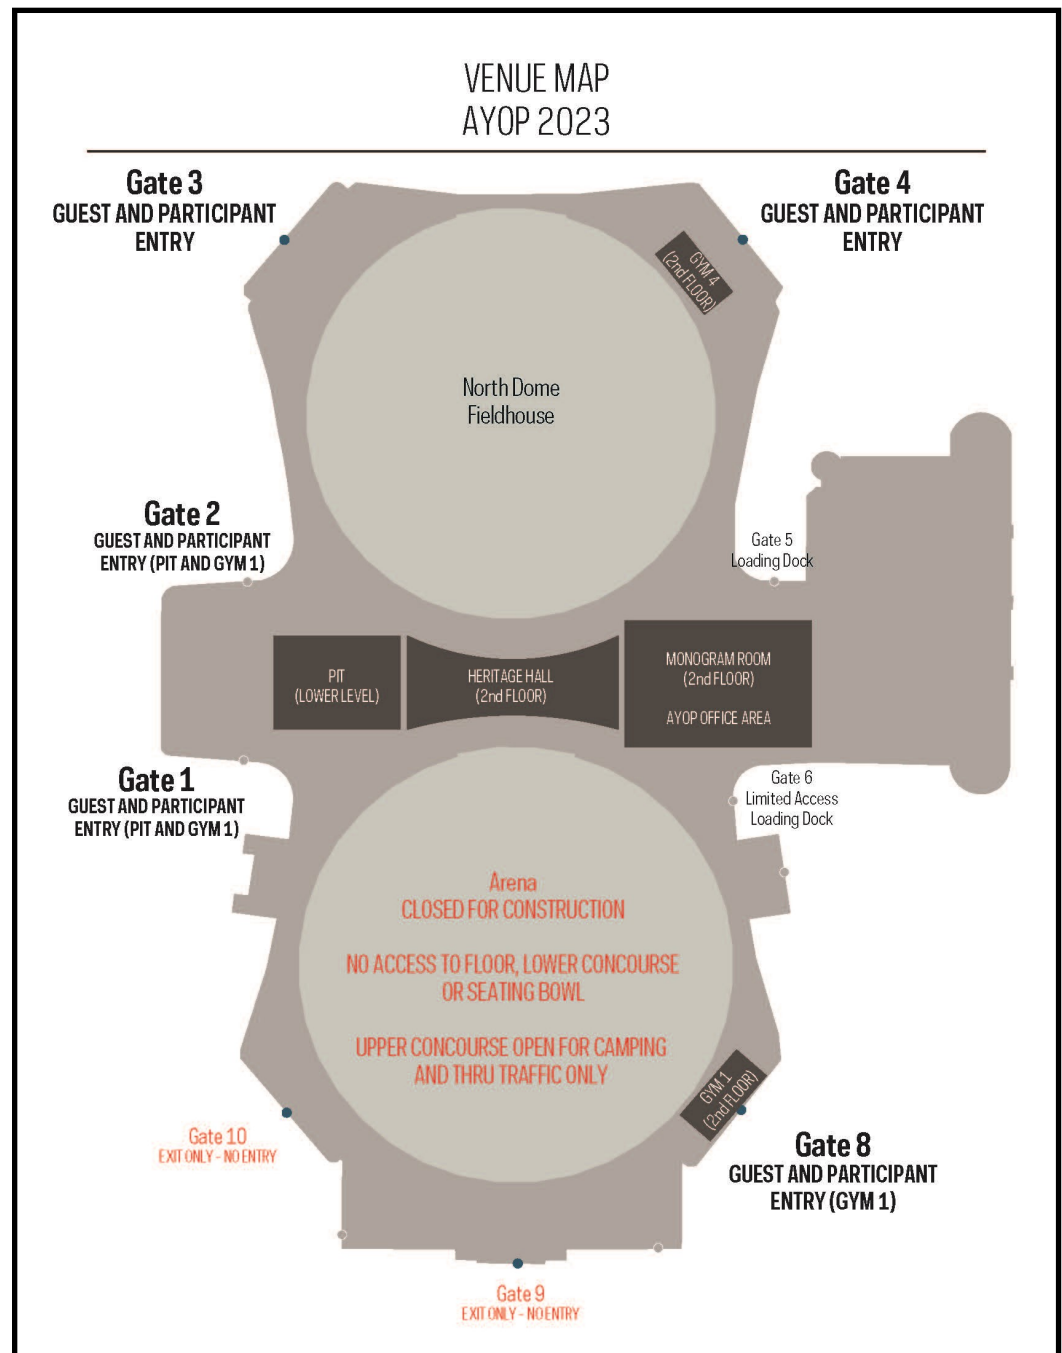 VENUE MAP
AYOP 2023
Gate 3
GUEST AND PARTICIPANT
ENTRY
Gate 4
GUEST AND PARTICIPANT
ENTRY
GYM 4
(2nd FLOOR)
North Dome
Fieldhouse
Gate 2
GUEST AND PARTICIPANT
ENTRY (PIT AND GYM 1)
Gate 5
Loading Dock
PIT
(LOWER LEVEL)
HERITAGE HALL
(2nd FLOOR)
MONOGRAM ROOM
(2nd FLOOR)
AYOP OFFICE AREA
Gate 1
GUEST AND PARTICIPANT
ENTRY (PIT AND GYM 1)
Gate 6
Limited Access
Loading Dock
Arena
CLOSED FOR CONSTRUCTION
NO ACCESS TO FLOOR, LOWER CONCOURSE
OR SEATING BOWL
UPPER CONCOURSE OPEN FOR CAMPING
AND THRU TRAFFIC ONLY
GYM 1
(2nd FLOOR)
Gate 10
EXIT ONLY - NO ENTRY
Gate 8
GUEST AND PARTICIPANT
ENTRY (GYM 1)
Gate 9
EXIT ONLY - NO ENTRY